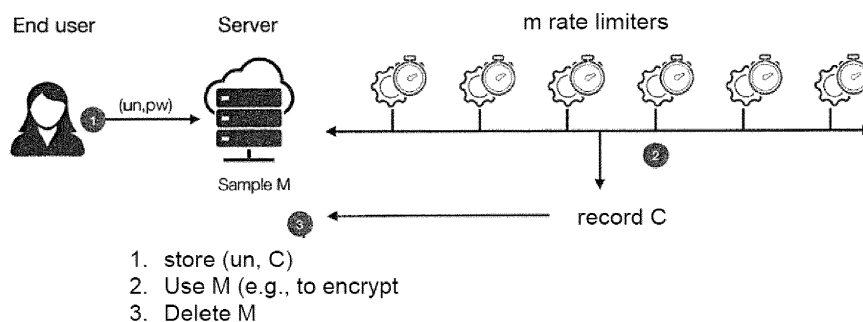 End user
Server
m rate limiters
1
(un,pw)
2
Sample M
3
record C
1. store (un, C)
2. Use M (e.g., to encrypt
3. Delete M